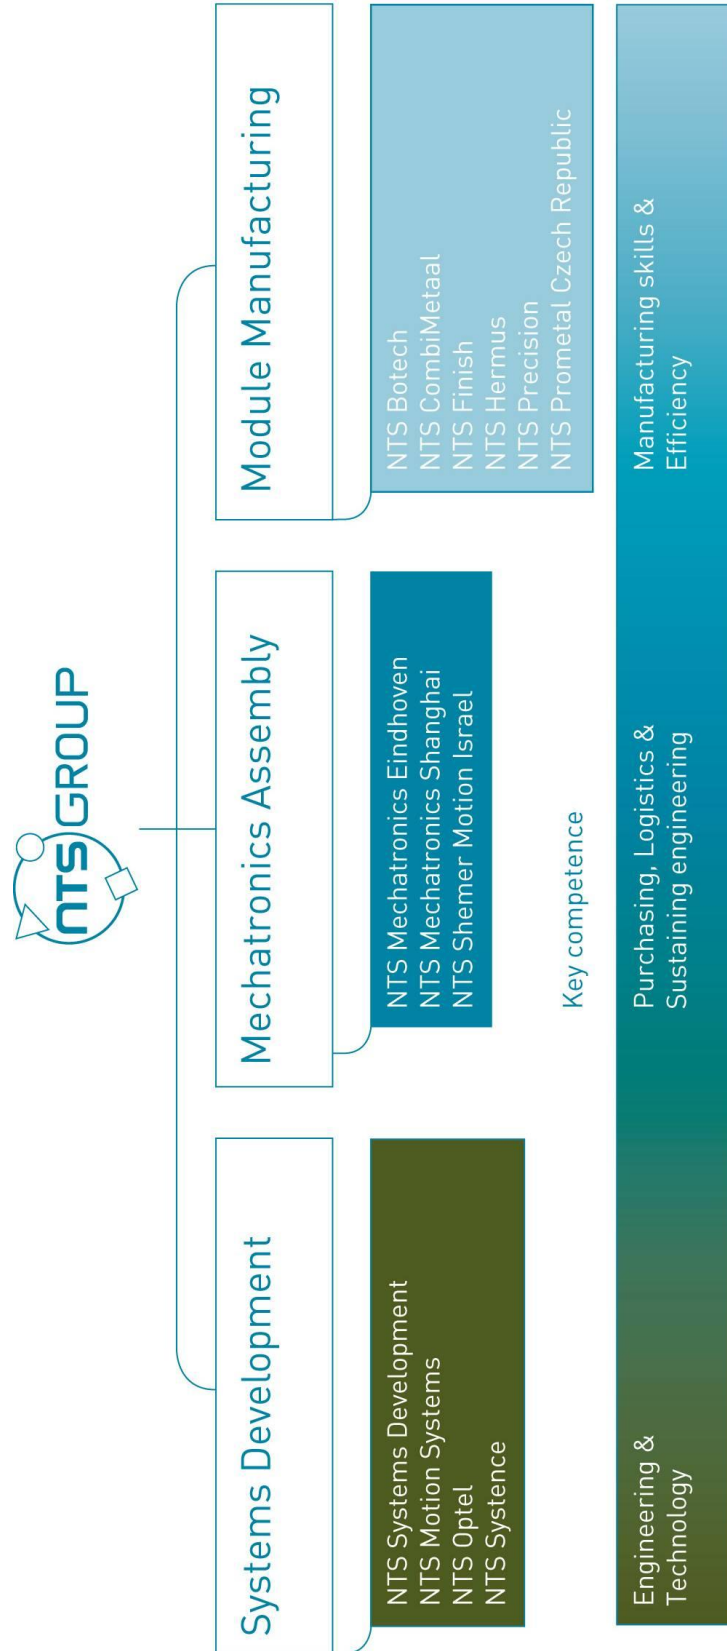 NTS GROUP
Systems Development
NTS Systems Development
NTS Motion Systems
NTS Optel
NTS Systence
Mechatronics Assembly
NTS Mechatronics Eindhoven
NTS Mechatronics Shanghai
NTS Shemer Motion Israel
Module Manufacturing
NTS Botech
NTS CombiMetaal
NTS Finish
NTS Hermus
NTS Precision
NTS Prometal Czech Republic
Key competence
Engineering &
Technology
Purchasing, Logistics &
Sustaining engineering
Manufacturing skills &
Efficiency